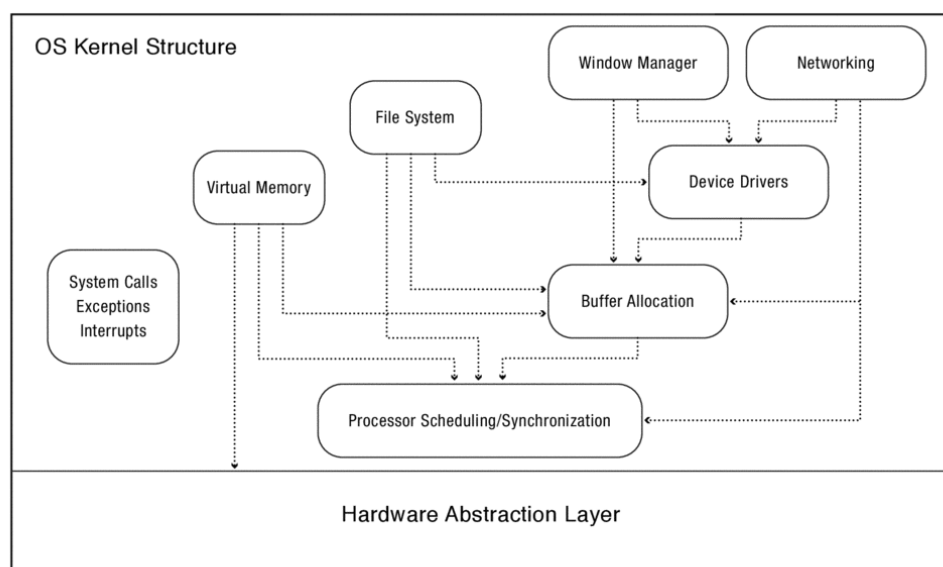 OS Kernel Structure
Window Manager
Networking
File System
Device Drivers
Virtual Memory
System Calls
Exceptions
Interrupts
Buffer Allocation
Processor Scheduling/Synchronization
Hardware Abstraction Layer